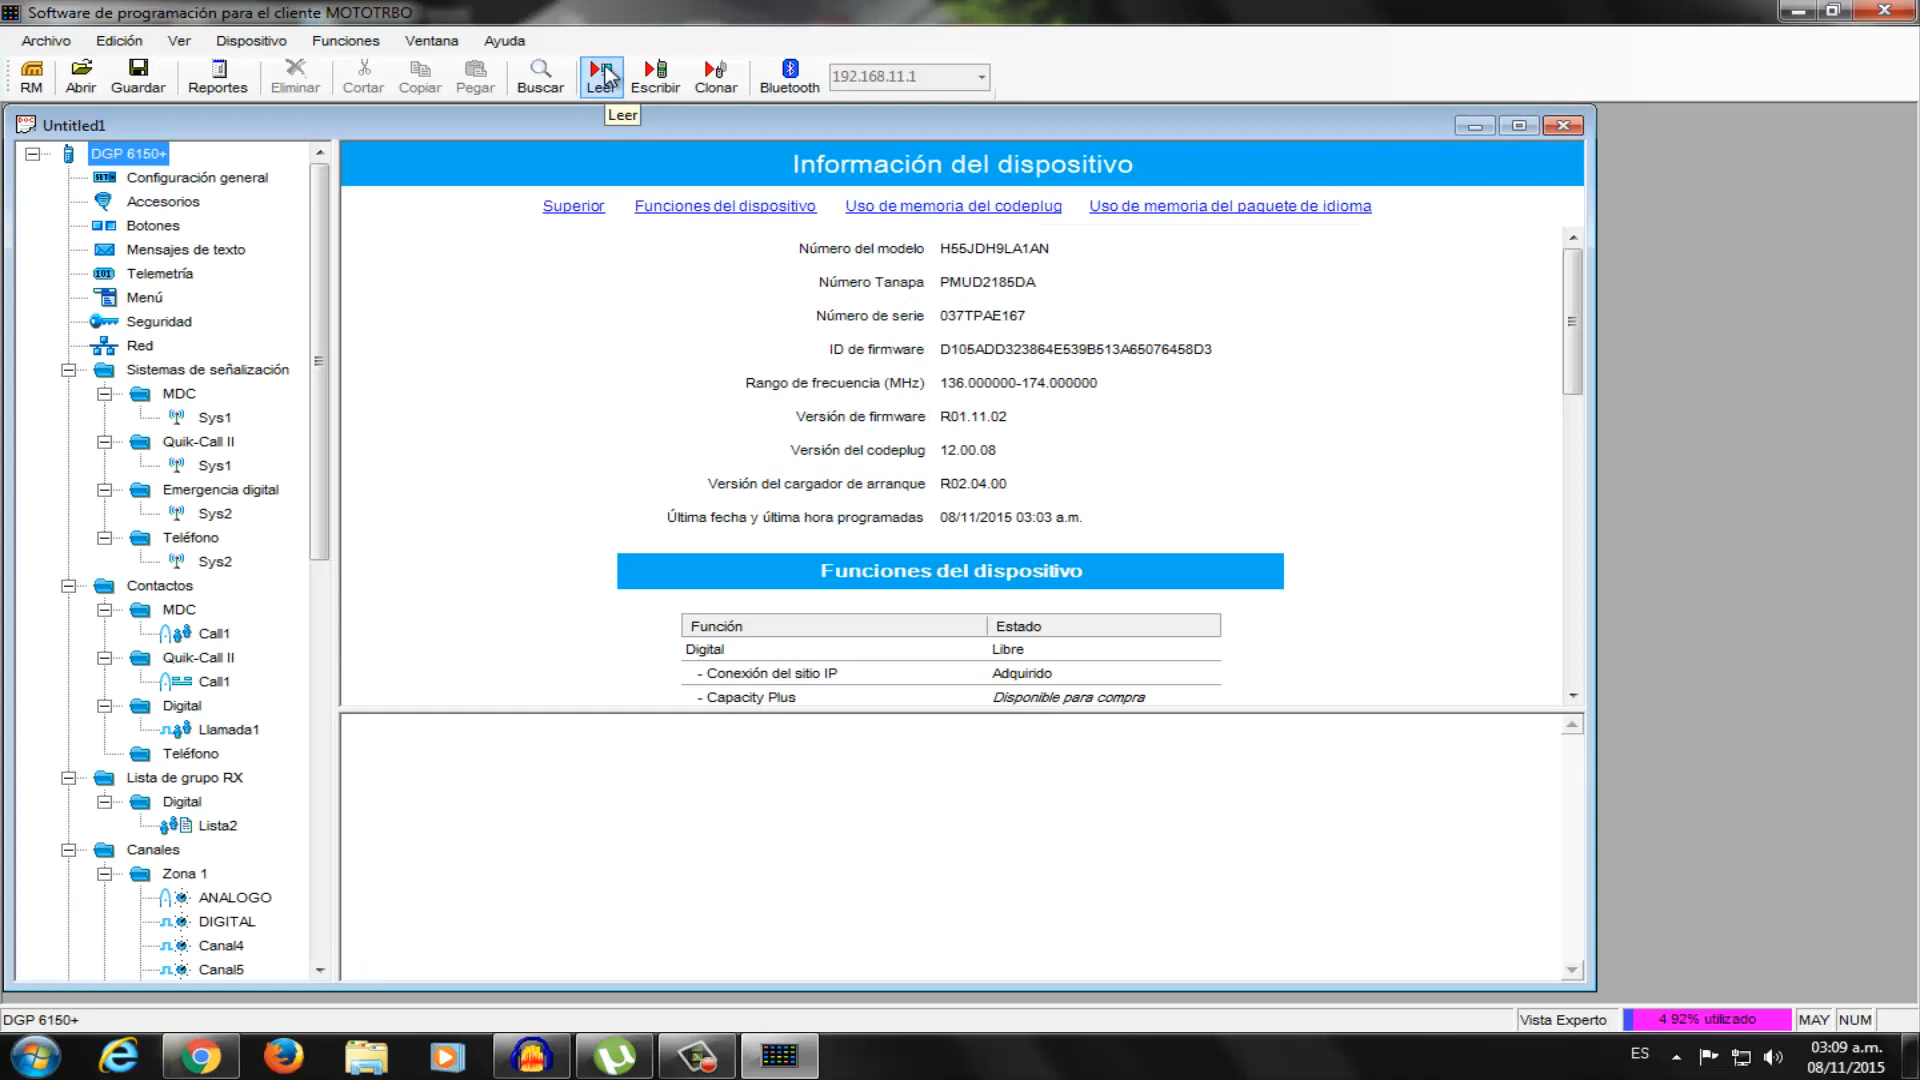 Software de programación para el cliente MOTOTRBO
Archivo Edición Ver Dispositivo Funciones Ventana Ayuda
RM Abrir Guardar Reportes Eliminar Cortar Copiar Pegar Buscar Leer Escribir Clonar Bluetooth 192.168.11.1
Leer
Untitled1
DGP 6150+
Configuración general
Accesorios
Botones
Mensajes de texto
Telemetría
Menú
Seguridad
Red
Sistemas de señalización
MDC
Sys1
Quik-Call II
Sys1
Emergencia digital
Sys2
Teléfono
Sys2
Contactos
MDC
Call1
Quik-Call II
Call1
Digital
Llamada1
Teléfono
Lista de grupo RX
Digital
Lista2
Canales
Zona 1
ANALOGO
DIGITAL
Canal4
Canal5
Información del dispositivo
Superior Funciones del dispositivo Uso de memoria del codeplug Uso de memoria del paquete de idioma
Número del modelo H55JDH9LA1AN
Número Tanapa PMUD2185DA
Número de serie 037TPAE167
ID de firmware D105ADD323864E539B513A65076458D3
Rango de frecuencia (MHz) 136.000000-174.000000
Versión de firmware R01.11.02
Versión del codeplug 12.00.08
Versión del cargador de arranque R02.04.00
Última fecha y última hora programadas 08/11/2015 03:03 a.m.
Funciones del dispositivo
Función Estado
Digital Libre
- Conexión del sitio IP Adquirido
- Capacity Plus Disponible para compra
DGP 6150+ Vista Experto 4.92% utilizado MAY NUM
ES 03:09 a.m.
08/11/2015